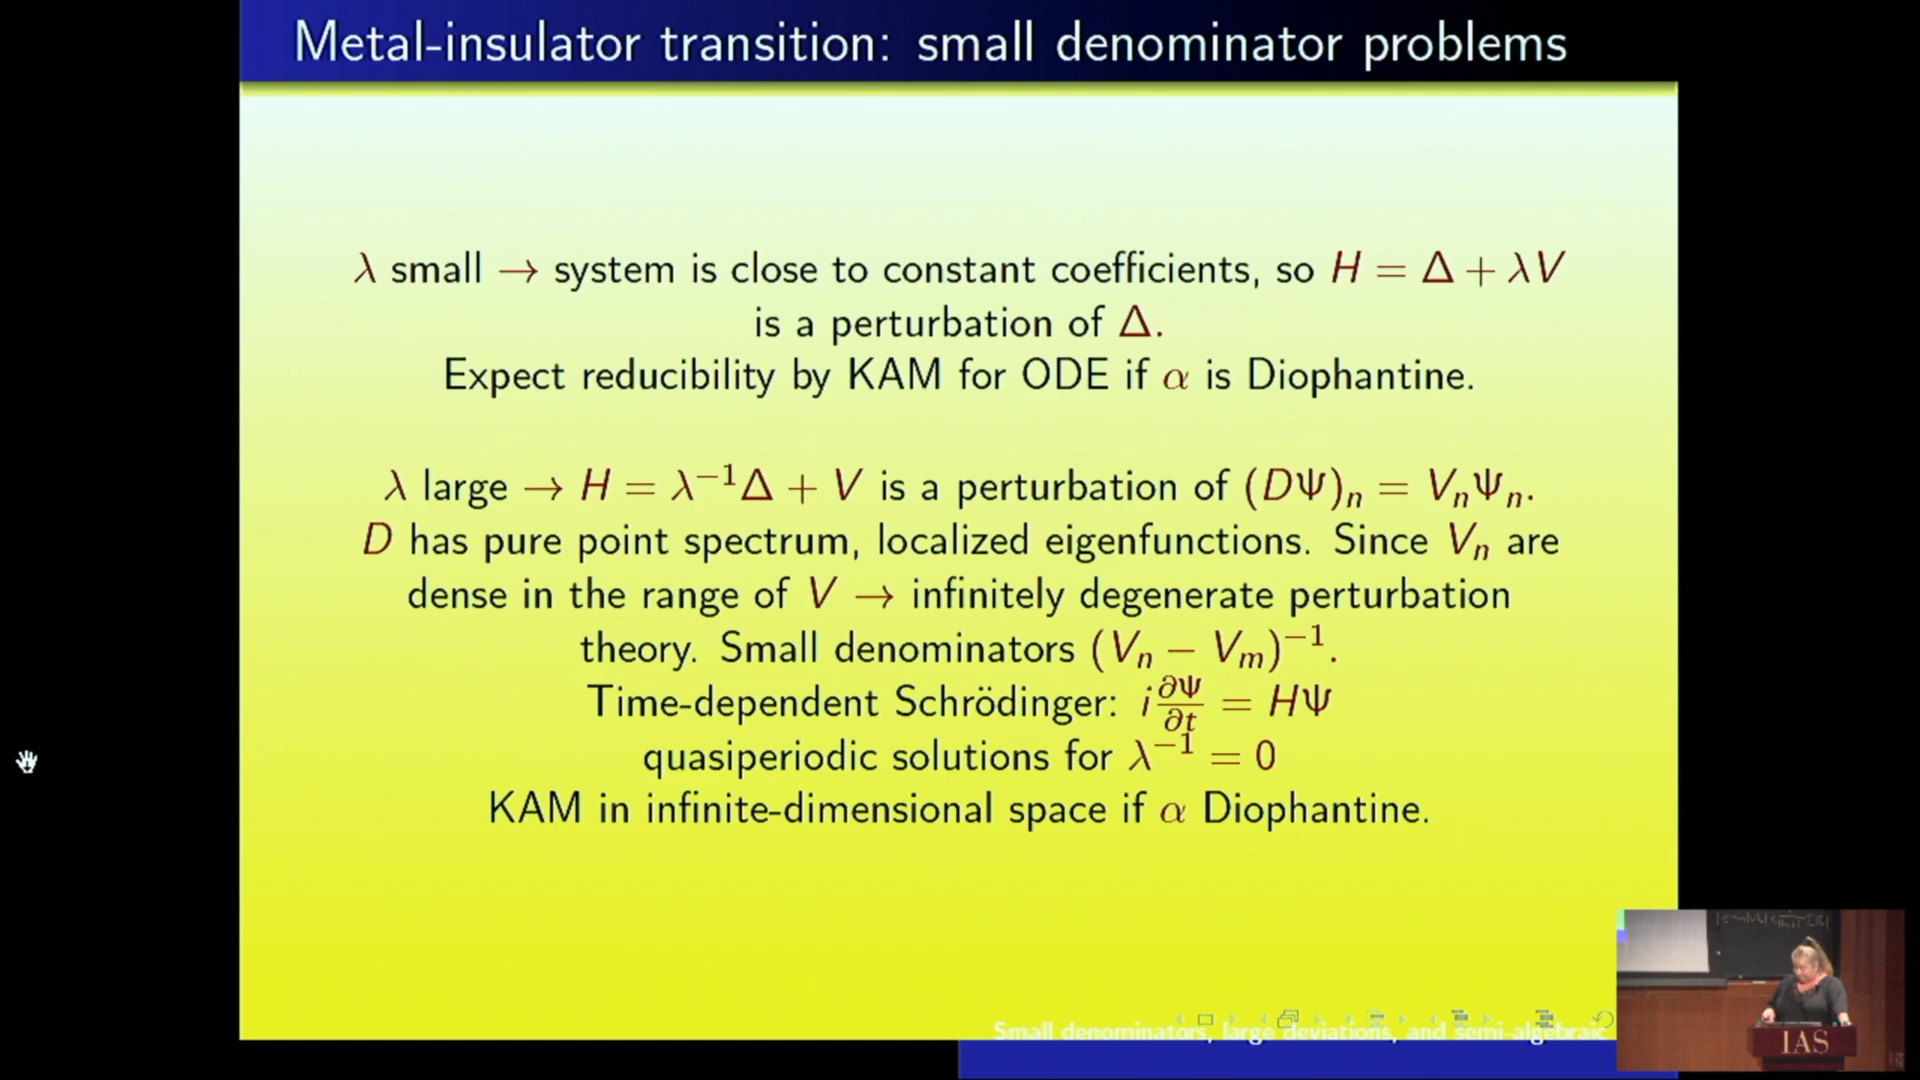 Metal-insulator transition: small denominator problems
λ small → system is close to constant coefficients, so H = Δ + λV
is a perturbation of Δ.
Expect reducibility by KAM for ODE if α is Diophantine.
λ large → H = λ⁻¹Δ + V is a perturbation of (DΨ)ₙ = VₙΨₙ.
D has pure point spectrum, localized eigenfunctions. Since Vₙ are
dense in the range of V → infinitely degenerate perturbation
theory. Small denominators (Vₙ − Vₘ)⁻¹.
Time-dependent Schrödinger: i ∂Ψ/∂t = HΨ
quasiperiodic solutions for λ⁻¹ = 0
KAM in infinite-dimensional space if α Diophantine.
Small denominators, large deviations, and semi-algebraic
IAS